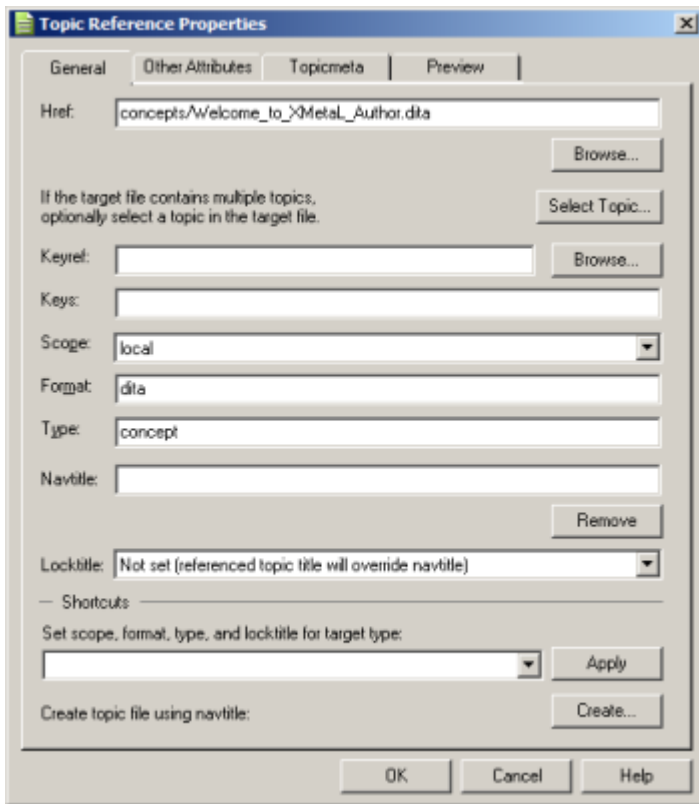 Topic Reference Properties
General Other Attributes Topicmeta Preview
Href: concepts/Welcome_to_XMetaL_Author.dita
Browse...
If the target file contains multiple topics,
optionally select a topic in the target file.
Select Topic...
Keyref: Browse...
Keys:
Scope: local
Format: dita
Type: concept
Navtitle:
Remove
Locktitle: Not set (referenced topic title will override navtitle)
Shortcuts
Set scope, format, type, and locktitle for target type:
Apply
Create topic file using navtitle: Create...
OK Cancel Help